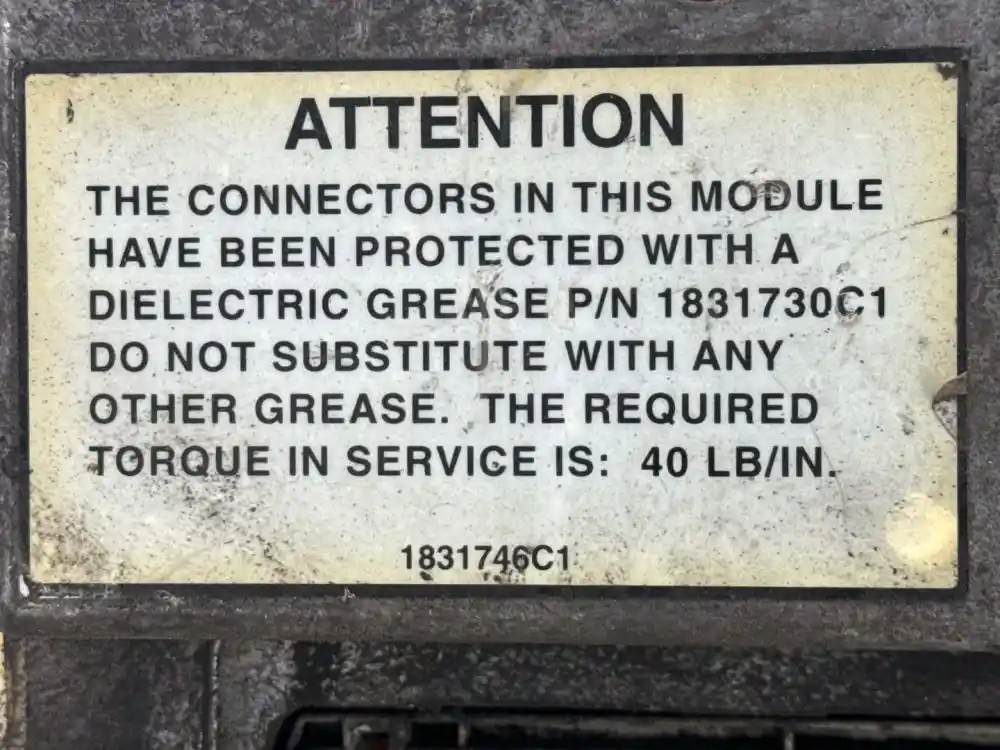 ATTENTION
THE CONNECTORS IN THIS MODULE
HAVE BEEN PROTECTED WITH A
DIELECTRIC GREASE P/N 1831730C1
DO NOT SUBSTITUTE WITH ANY
OTHER GREASE. THE REQUIRED
TORQUE IN SERVICE IS: 40 LB/IN.
1831746C1